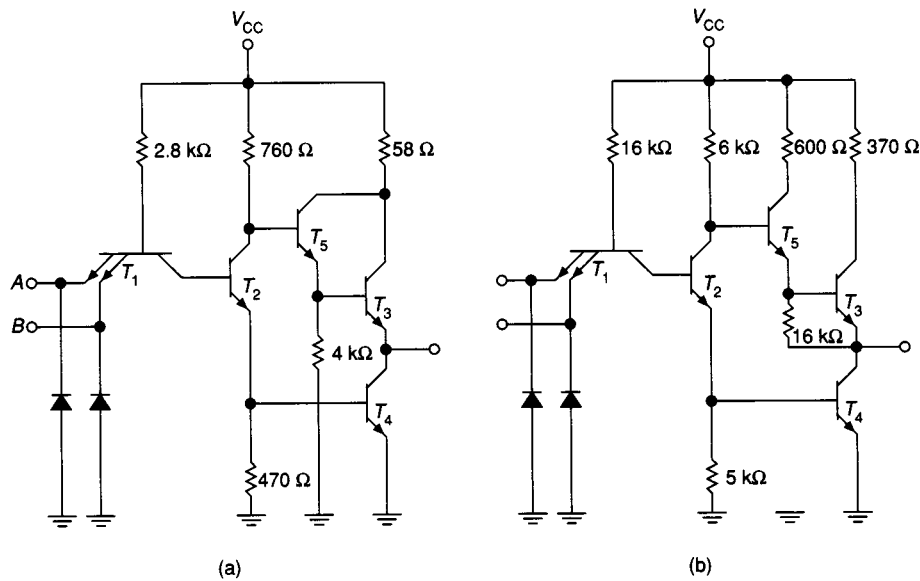 V_CC
2.8 kΩ
760 Ω
58 Ω
T_5
A
T_1
T_2
T_3
B
4 kΩ
T_4
470 Ω
(a)
V_CC
16 kΩ
6 kΩ
600 Ω
370 Ω
T_5
T_1
T_2
T_3
16 kΩ
T_4
5 kΩ
(b)